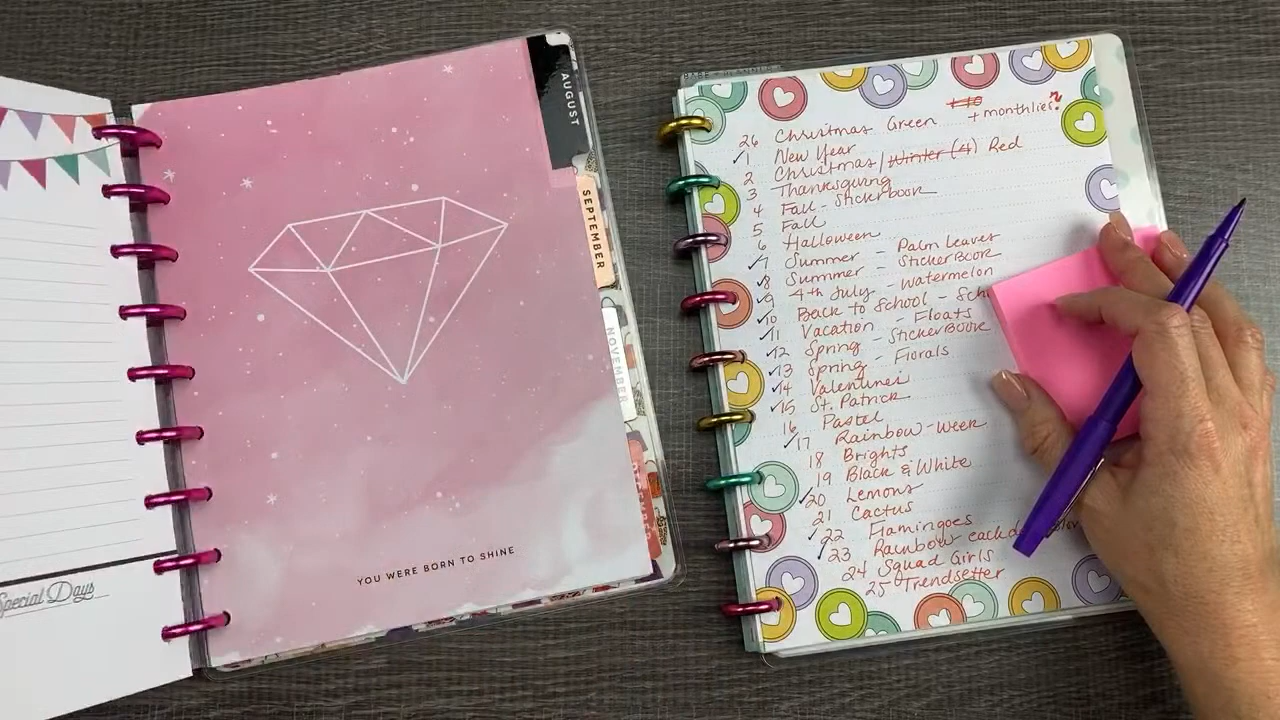 Special Days
YOU WERE BORN TO SHINE
AUGUST
SEPTEMBER
NOVEMBER
+10
+ monthlies?
26 Christmas Green
✓1 New Year
2 Christmas/Winter (4) Red
3 Thanksgiving
4 Fall - Stickerbook
5 Fall
6 Halloween
✓7 Summer - Palm Leaves
✓8 Summer - Sticker Book
✓9 4th July - Watermelon
✓10 Back to School -
✓11 Vacation - Floats
✓12 Spring - Sticker Book
✓13 Spring - Florals
✓14 Valentines
✓15 St. Patrick
16 Pastel
✓17 Rainbow - Week
18 Brights
19 Black & White
✓20 Lemons
21 Cactus
✓22 Flamingoes
✓23 Rainbow each
24 Squad Girls
25 Trendsetter